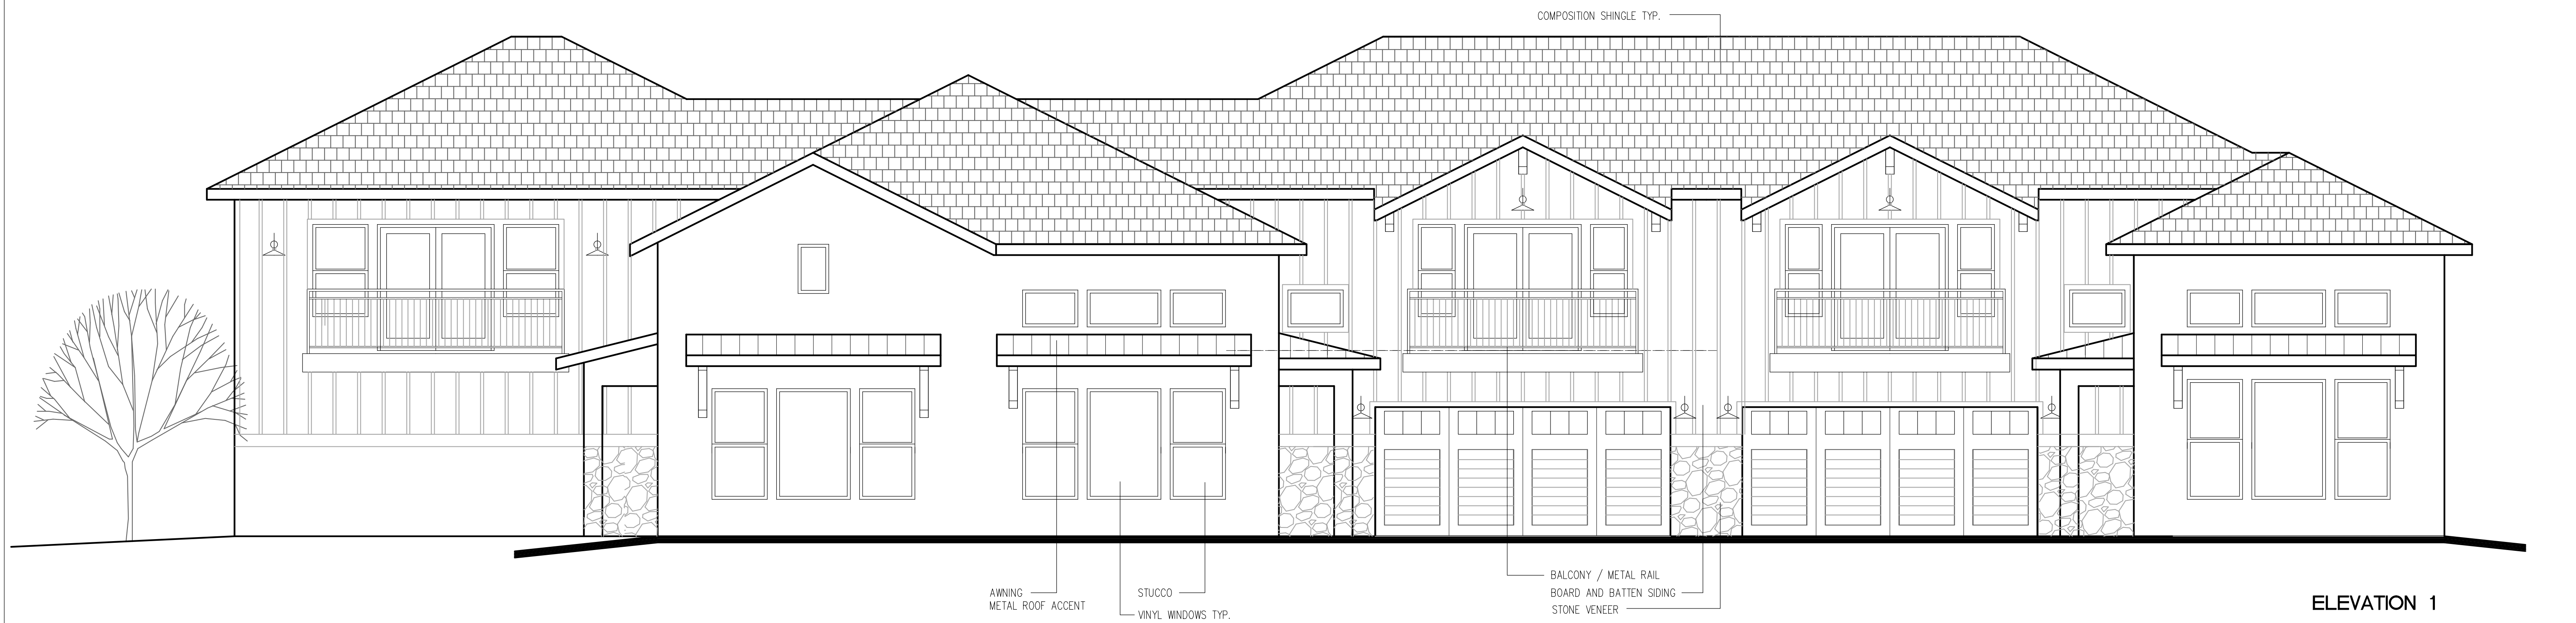 COMPOSITION SHINGLE TYP.
AWNING
METAL ROOF ACCENT
STUCCO
VINYL WINDOWS TYP.
BALCONY / METAL RAIL
BOARD AND BATTEN SIDING
STONE VENEER
ELEVATION 1